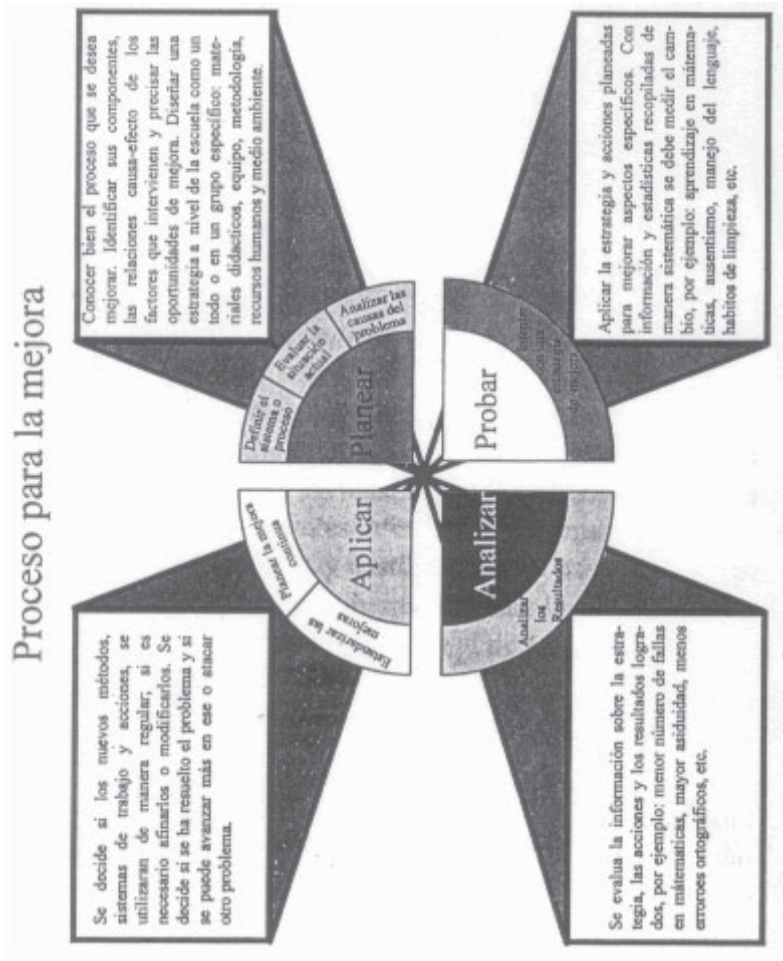 Proceso para la mejora
Se decide si los nuevos métodos,
sistemas de trabajo y acciones, se
utilizaran de manera regular; si es
necesario afinarlos o modificarlos. Se
decide si se ha resuelto el problema y si
se puede avanzar más en ese o atacar
otro problema.
Conocer bien el proceso que se desea
mejorar. Identificar sus componentes,
las relaciones causa-efecto de los
factores que intervienen y precisar las
oportunidades de mejora. Diseñar una
estrategia a nivel de la escuela como un
todo o en un grupo específico: mate-
riales didacticos, equipo, metodología,
recursos humanos y medio ambiente.
Planear la mejora
continua
Estandarizar las
mejoras
Aplicar
Definir el
sistema o
proceso
Evaluar la
situación
actual
Analizar las
causas del
problema
Planear
Analizar
Analizar
los
Resultados
Probar
de mejora
Se evalua la información sobre la estra-
tegia, las acciones y los resultados logra-
dos, por ejemplo: menor número de fallas
en mátematicas, mayor asiduidad, menos
erroroes ortográficos, etc.
Aplicar la estrategia y acciones planeadas
para mejorar aspectos específicos. Con
información y estadísticas recopiladas de
manera sistemática se debe medir el cam-
bio, por ejemplo: aprendizaje en mátema-
ticas, ausentismo, manejo del lenguaje,
habitos de limpieza, etc.